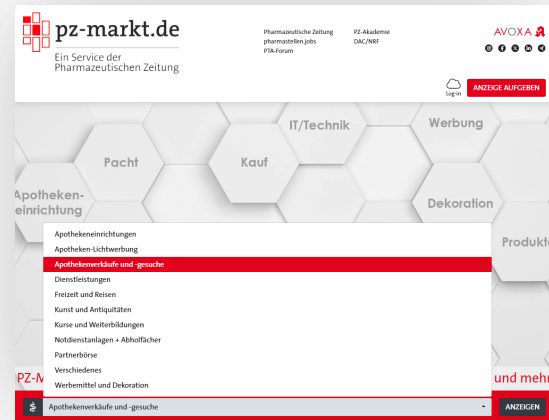 pz-markt.de
Ein Service der
Pharmazeutischen Zeitung
Pharmazeutische Zeitung
pharmastellen.jobs
PTA-Forum
PZ-Akademie
DAC/NRF
AVOXA
Log-in
ANZEIGE AUFGEBEN
IT/Technik
Werbung
Pacht
Kauf
Apotheken-
einrichtung
Dekoration
Produkte
Apothekeneinrichtungen
Apotheken-Lichtwerbung
Apothekenverkäufe und -gesuche
Dienstleistungen
Freizeit und Reisen
Kunst und Antiquitäten
Kurse und Weiterbildungen
Notdienstanlagen + Abholfächer
Partnerbörse
Verschiedenes
Werbemittel und Dekoration
PZ-M
und mehr
Apothekenverkäufe und -gesuche
ANZEIGEN